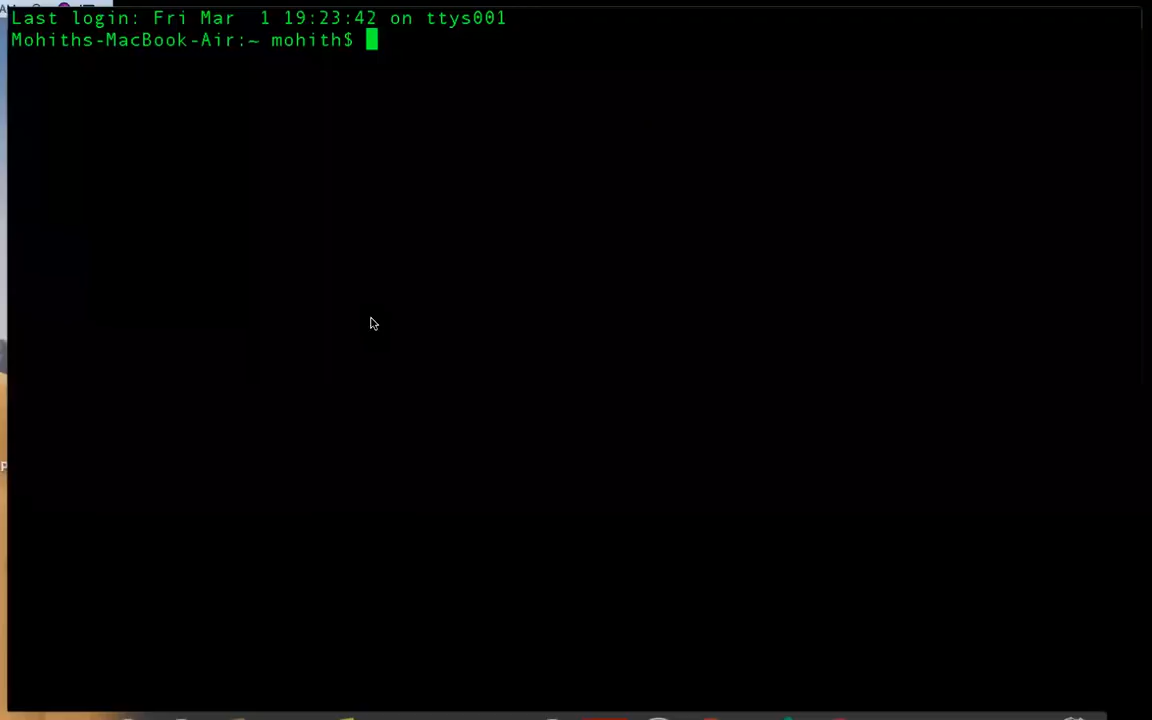 Last login: Fri Mar  1 19:23:42 on ttys001
Mohiths-MacBook-Air:~ mohith$